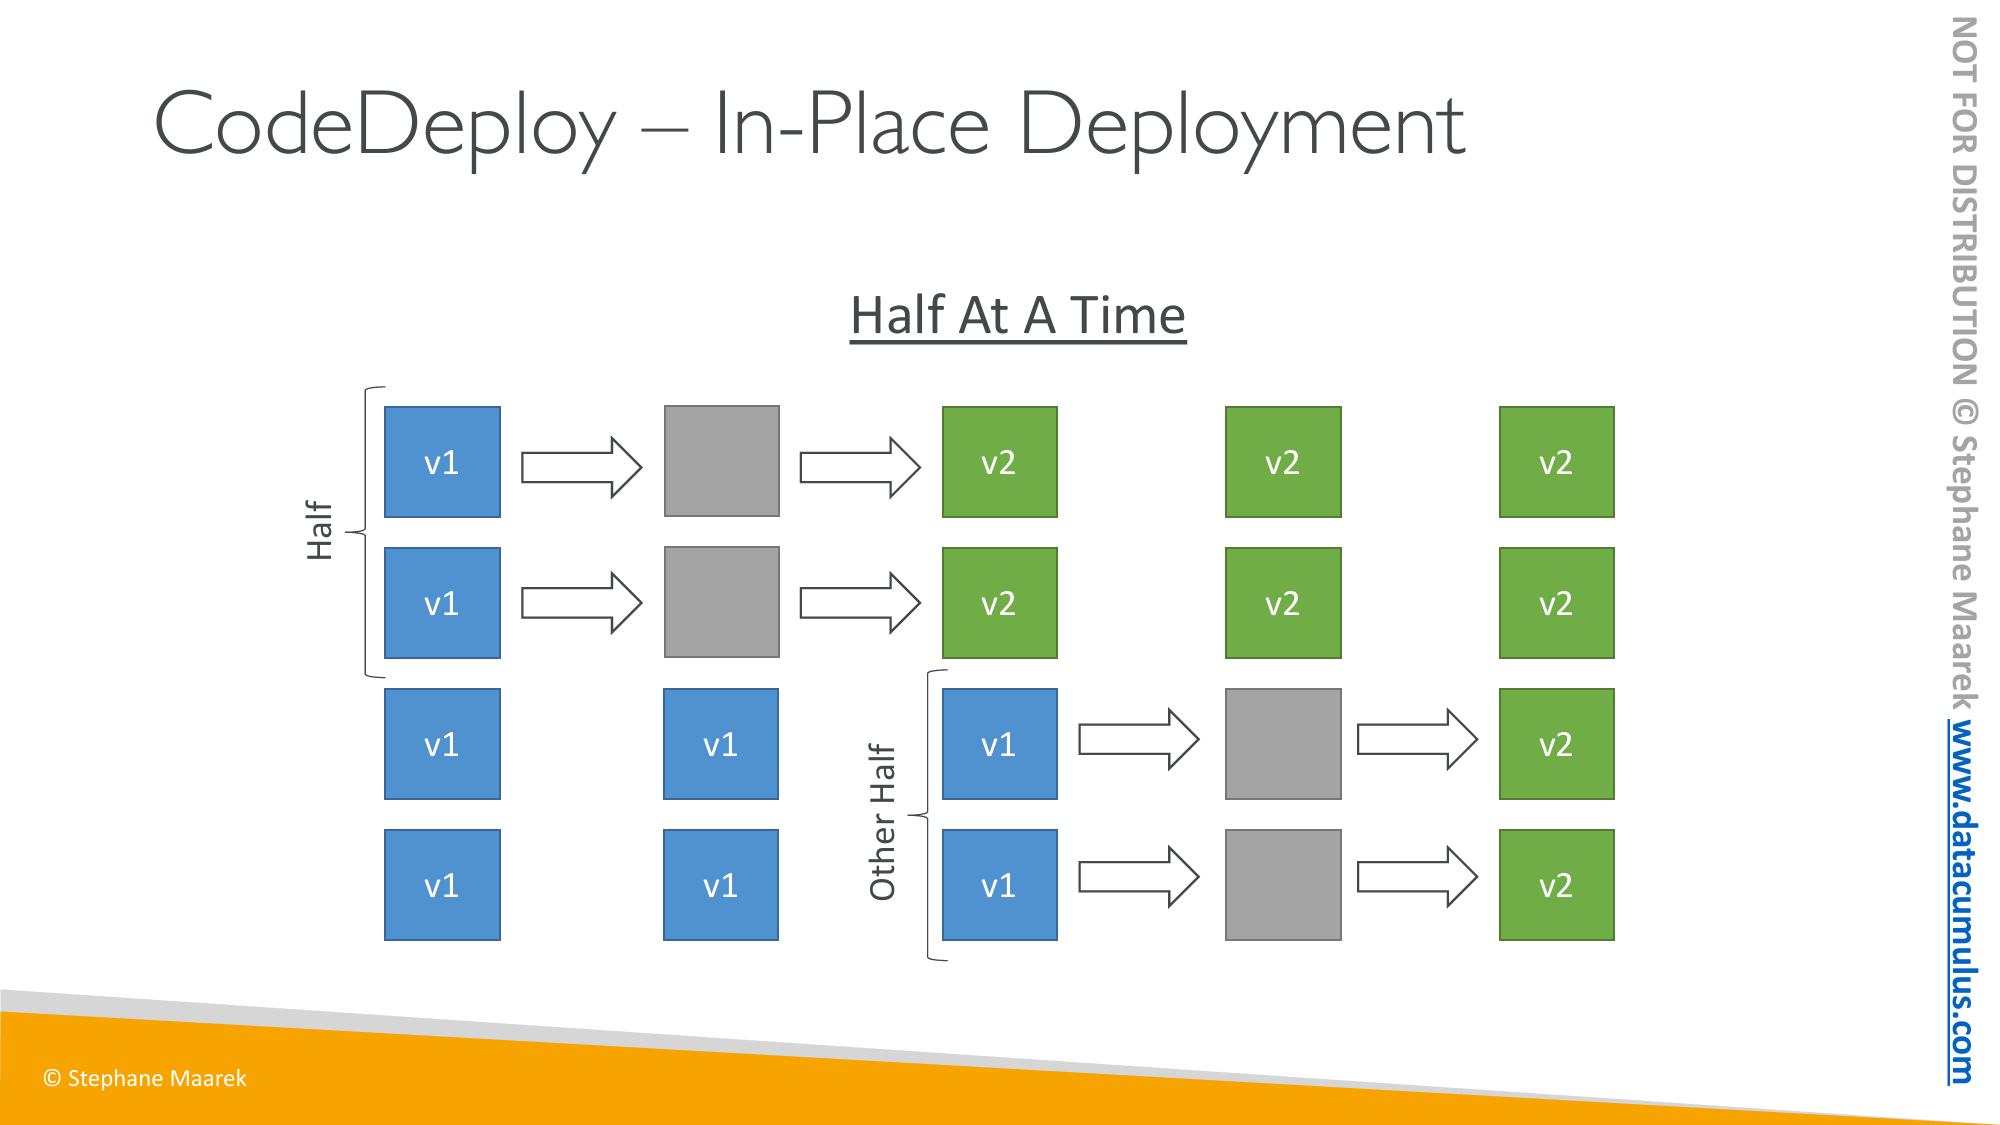 CodeDeploy – In-Place Deployment
Half At A Time
Half
v1
v2
v2
v2
v1
v2
v2
v2
Other Half
v1
v1
v1
v2
v1
v1
v1
v2
© Stephane Maarek
NOT FOR DISTRIBUTION © Stephane Maarek www.datacumulus.com